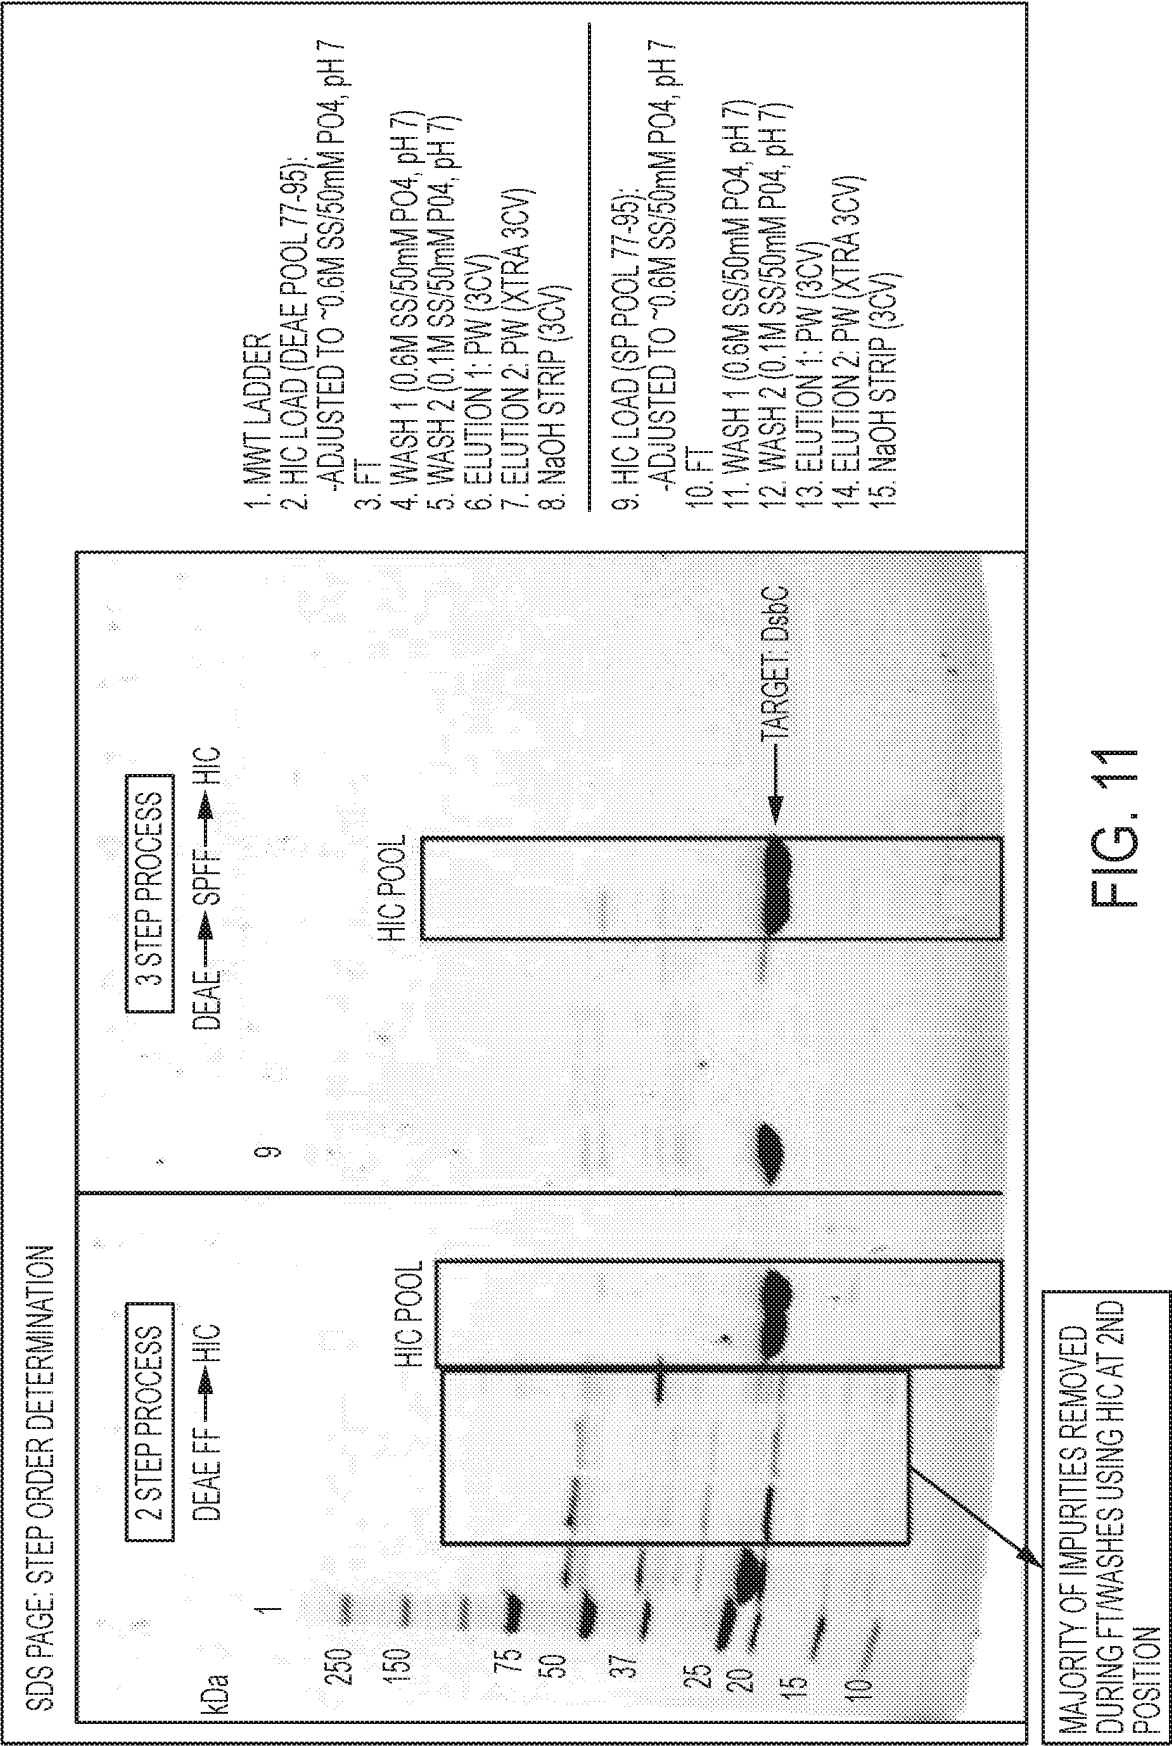 SDS PAGE: STEP ORDER DETERMINATION
2 STEP PROCESS
DEAE FF HIC
3 STEP PROCESS
DEAE SPFF HIC
kDa
1
9
250
150
75
50
37
25
20
15
10
HIC POOL
HIC POOL
TARGET: DsbC
MAJORITY OF IMPURITIES REMOVED
DURING FT/WASHES USING HIC AT 2ND
POSITION
1. MWT LADDER
2. HIC LOAD (DEAE POOL 77-95):
-ADJUSTED TO ~0.6M SS/50mM PO4, pH 7
3. FT
4. WASH 1 (0.6M SS/50mM PO4, pH 7)
5. WASH 2 (0.1M SS/50mM P04, pH 7)
6. ELUTION 1: PW (3CV)
7. ELUTION 2: PW (XTRA 3CV)
8. NaOH STRIP (3CV)
9. HIC LOAD (SP POOL 77-95):
-ADJUSTED TO ~0.6M SS/50mM PO4, pH 7
10. FT
11. WASH 1 (0.6M SS/50mM PO4, pH 7)
12. WASH 2 (0.1M SS/50mM P04, pH 7)
13. ELUTION 1: PW (3CV)
14. ELUTION 2: PW (XTRA 3CV)
15. NaOH STRIP (3CV)
FIG. 11